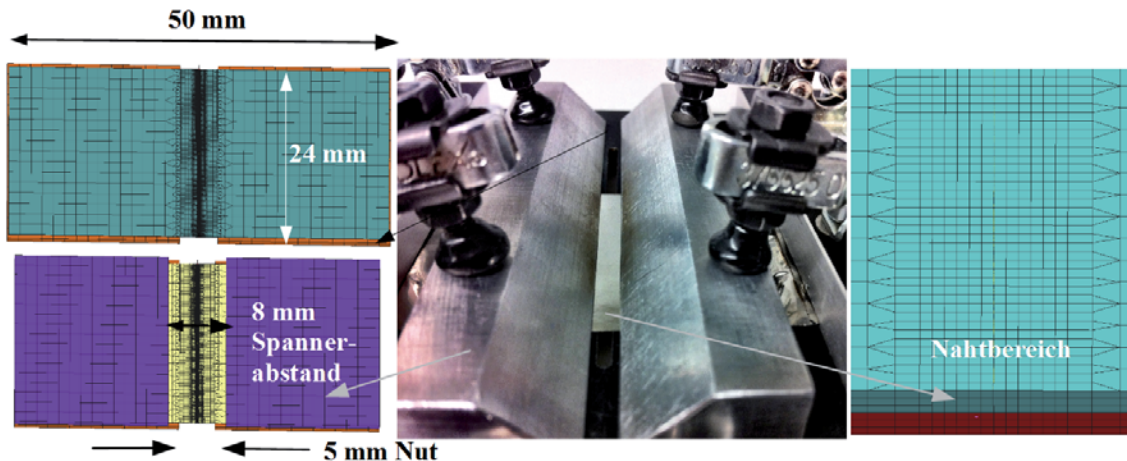 50 mm
24 mm
8 mm
Spanner-
abstand
5 mm Nut
Nahtbereich